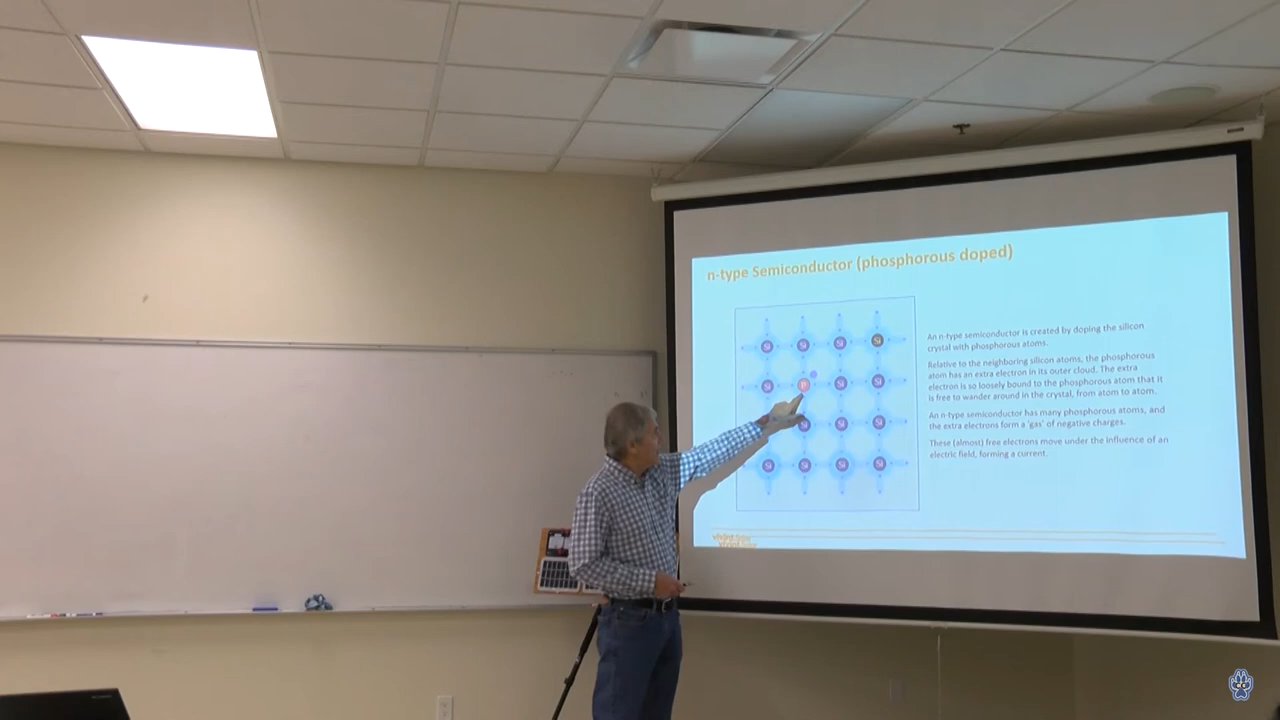 n-type Semiconductor (phosphorous doped)
Si Si Si Si
Si P Si Si
Si Si Si
Si Si Si Si
An n-type semiconductor is created by doping the silicon
crystal with phosphorous atoms.
Relative to the neighboring silicon atoms, the phosphorous
atom has an extra electron in its outer cloud. The extra
electron is so loosely bound to the phosphorous atom that it
is free to wander around in the crystal, from atom to atom.
An n-type semiconductor has many phosphorous atoms, and
the extra electrons form a 'gas' of negative charges.
These (almost) free electrons move under the influence of an
electric field, forming a current.